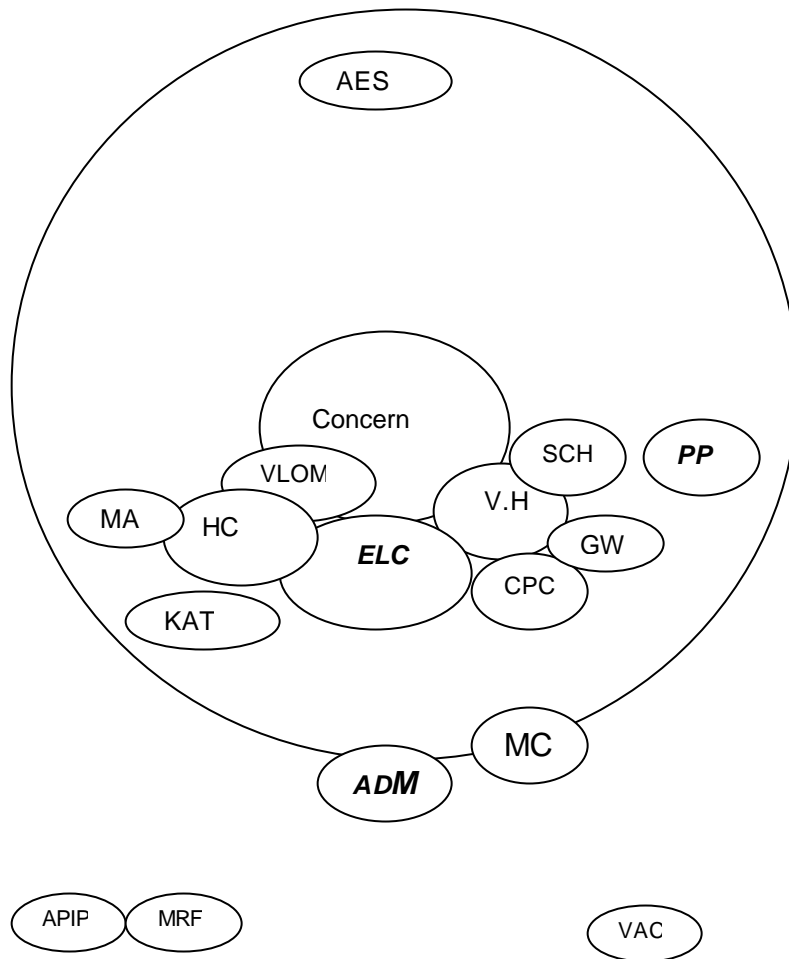 AES
Concern
SCH
PP
VLOM
V.H
MA
HC
GW
ELC
CPC
KAT
MC
ADM
APIP
MRF
VAC